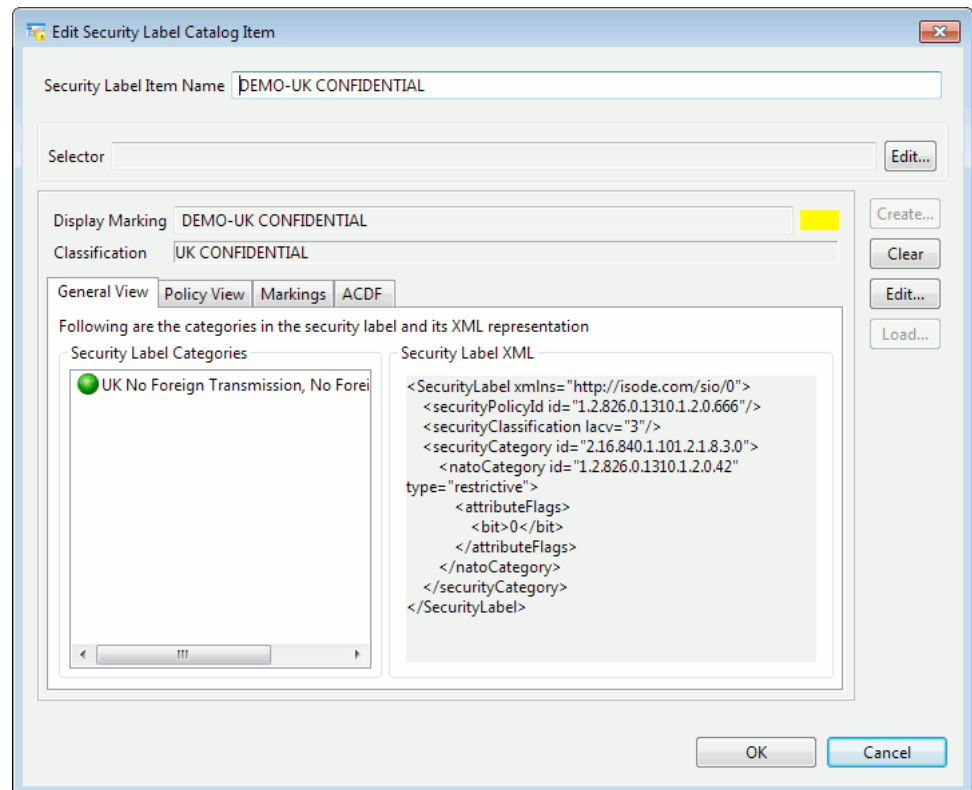 Edit Security Label Catalog Item
Security Label Item Name DEMO-UK CONFIDENTIAL
Selector Edit...
Display Marking DEMO-UK CONFIDENTIAL Create...
Classification UK CONFIDENTIAL Clear
General View Policy View Markings ACDF Edit...
Following are the categories in the security label and its XML representation Load...
Security Label Categories Security Label XML
UK No Foreign Transmission, No Forei
<SecurityLabel xmlns="http://isode.com/sio/0">
<securityPolicyId id="1.2.826.0.1310.1.2.0.666"/>
<securityClassification lacv="3"/>
<securityCategory id="2.16.840.1.101.2.1.8.3.0">
<natoCategory id="1.2.826.0.1310.1.2.0.42"
type="restrictive">
<attributeFlags>
<bit>0</bit>
</attributeFlags>
</natoCategory>
</securityCategory>
</SecurityLabel>
OK Cancel